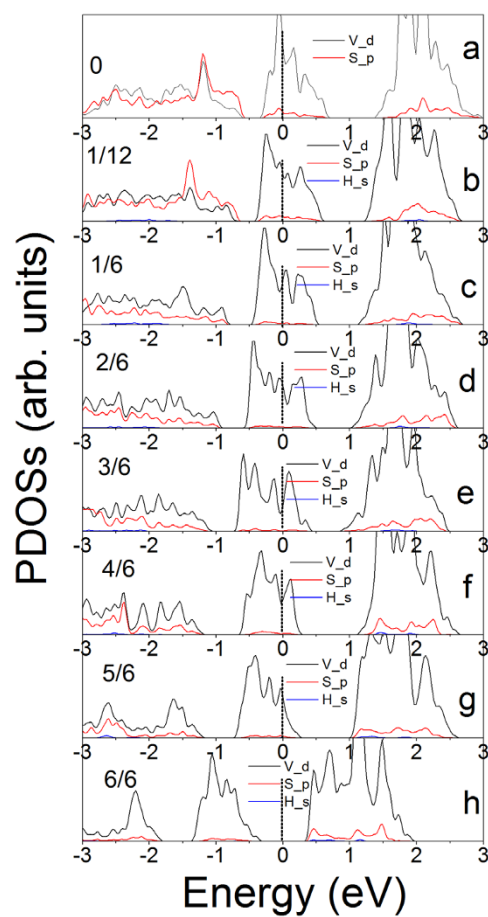 PDOSs (arb. units)
0
V_d
S_p
a
-3 -2 -1 0 1 2 3
1/12
V_d
S_p
H_s
b
-3 -2 -1 0 1 2 3
1/6
V_d
S_p
H_s
c
-3 -2 -1 0 1 2 3
2/6
V_d
S_p
H_s
d
-3 -2 -1 0 1 2 3
3/6
V_d
S_p
H_s
e
-3 -2 -1 0 1 2 3
4/6
V_d
S_p
H_s
f
-3 -2 -1 0 1 2 3
5/6
V_d
S_p
H_s
g
-3 -2 -1 0 1 2 3
6/6
V_d
S_p
H_s
h
-3 -2 -1 0 1 2 3
Energy (eV)